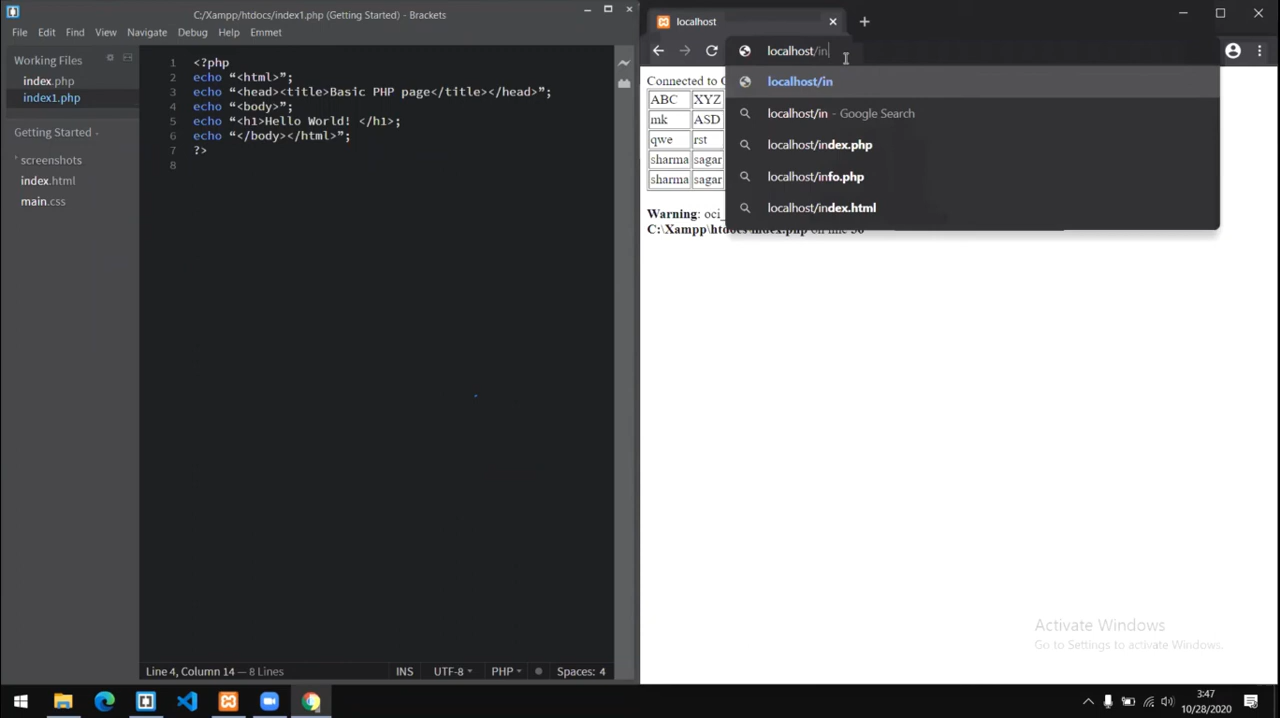 C:/Xampp/htdocs/index1.php (Getting Started) - Brackets
File Edit Find View Navigate Debug Help Emmet
Working Files
index.php
index1.php
Getting Started
screenshots
index.html
main.css
1 <?php
2 echo “<html>”;
3 echo “<head><title>Basic PHP page</title></head>”;
4 echo “<body>”;
5 echo “<h1>Hello World! </h1>;
6 echo “</body></html>”;
7 ?>
8
Line 4, Column 14 — 8 Lines
INS UTF-8 PHP Spaces: 4
localhost
localhost/in
localhost/in
localhost/in - Google Search
localhost/index.php
localhost/info.php
localhost/index.html
Connected to
ABC XYZ
mk ASD
qwe rst
sharma sagar
sharma sagar
Warning: oci_
C:\Xampp\htdocs\index.php on line
Activate Windows
Go to Settings to activate Windows.
3:47
10/28/2020